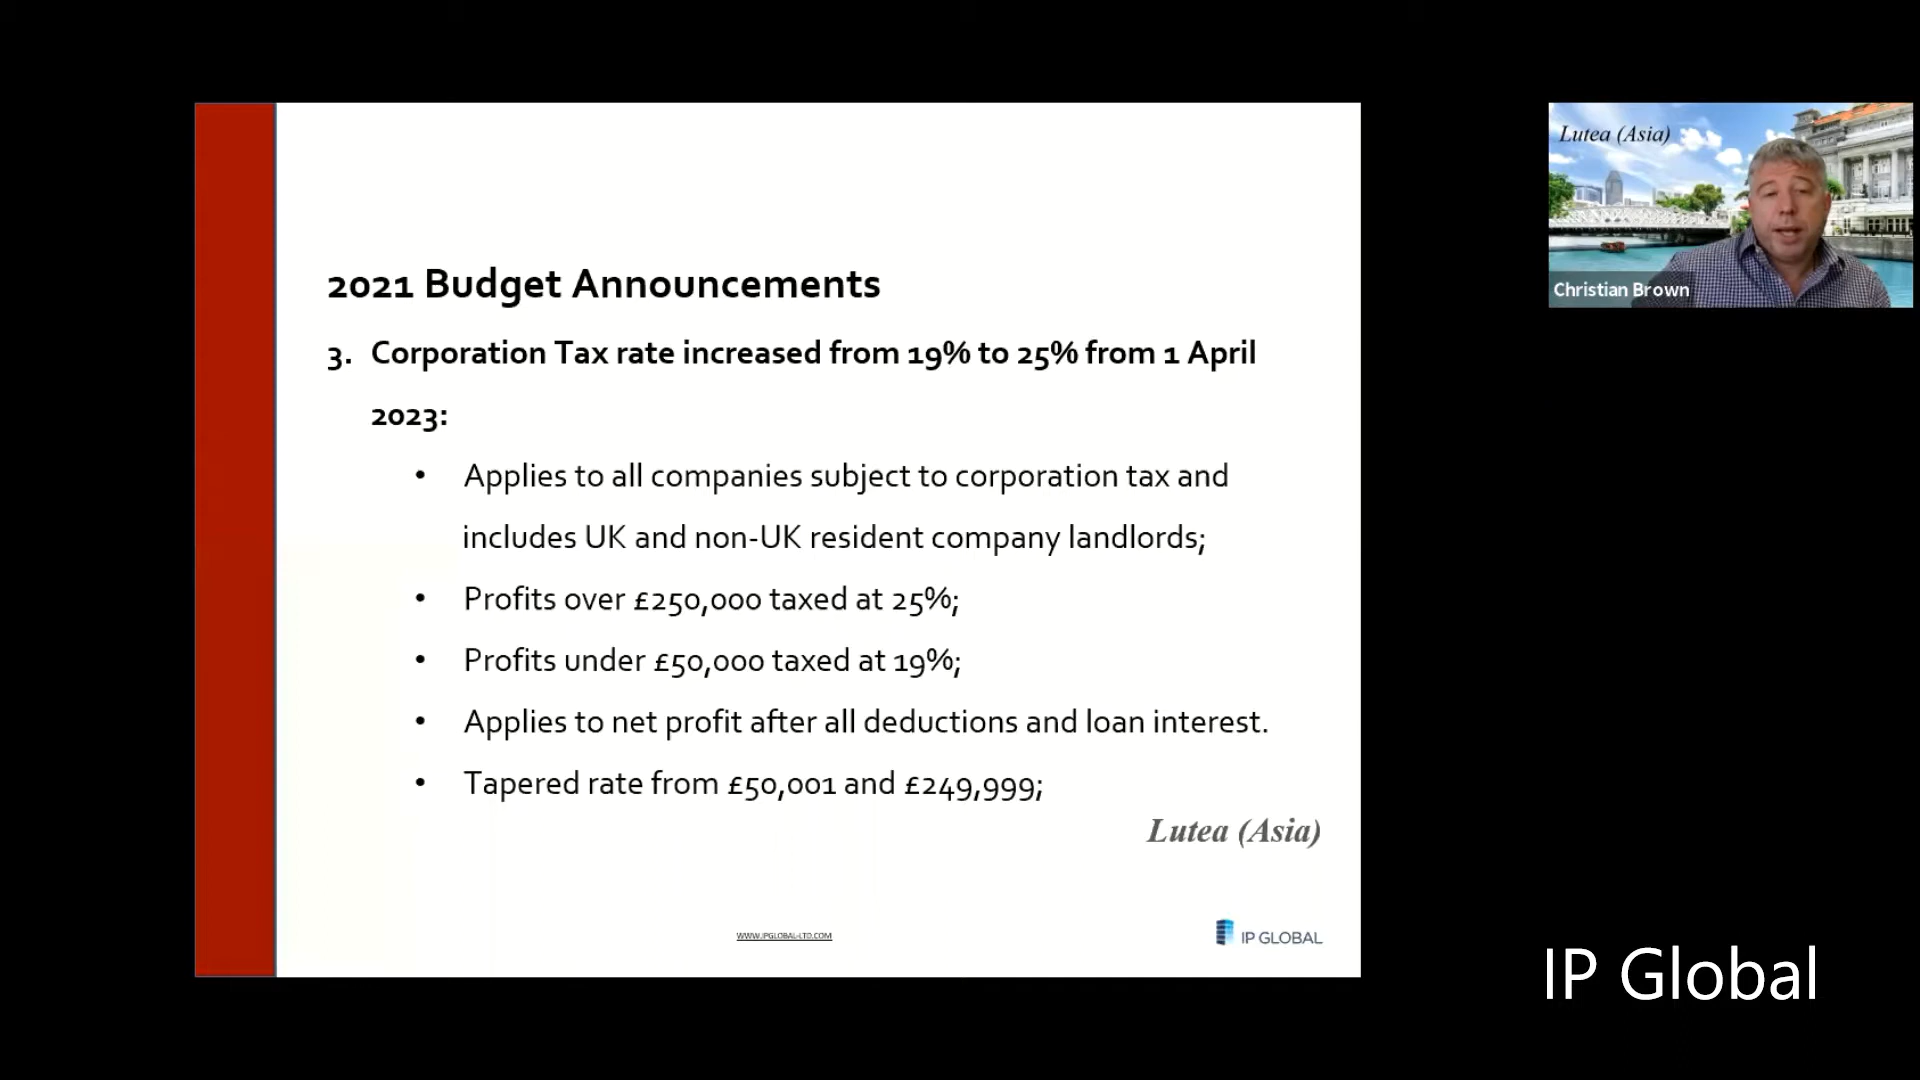 2021 Budget Announcements
3. Corporation Tax rate increased from 19% to 25% from 1 April
2023:
• Applies to all companies subject to corporation tax and
includes UK and non-UK resident company landlords;
• Profits over £250,000 taxed at 25%;
• Profits under £50,000 taxed at 19%;
• Applies to net profit after all deductions and loan interest.
• Tapered rate from £50,001 and £249,999;
Lutea (Asia)
WWW.IPGLOBAL-LTD.COM
IP GLOBAL
Lutea (Asia)
Christian Brown
IP Global